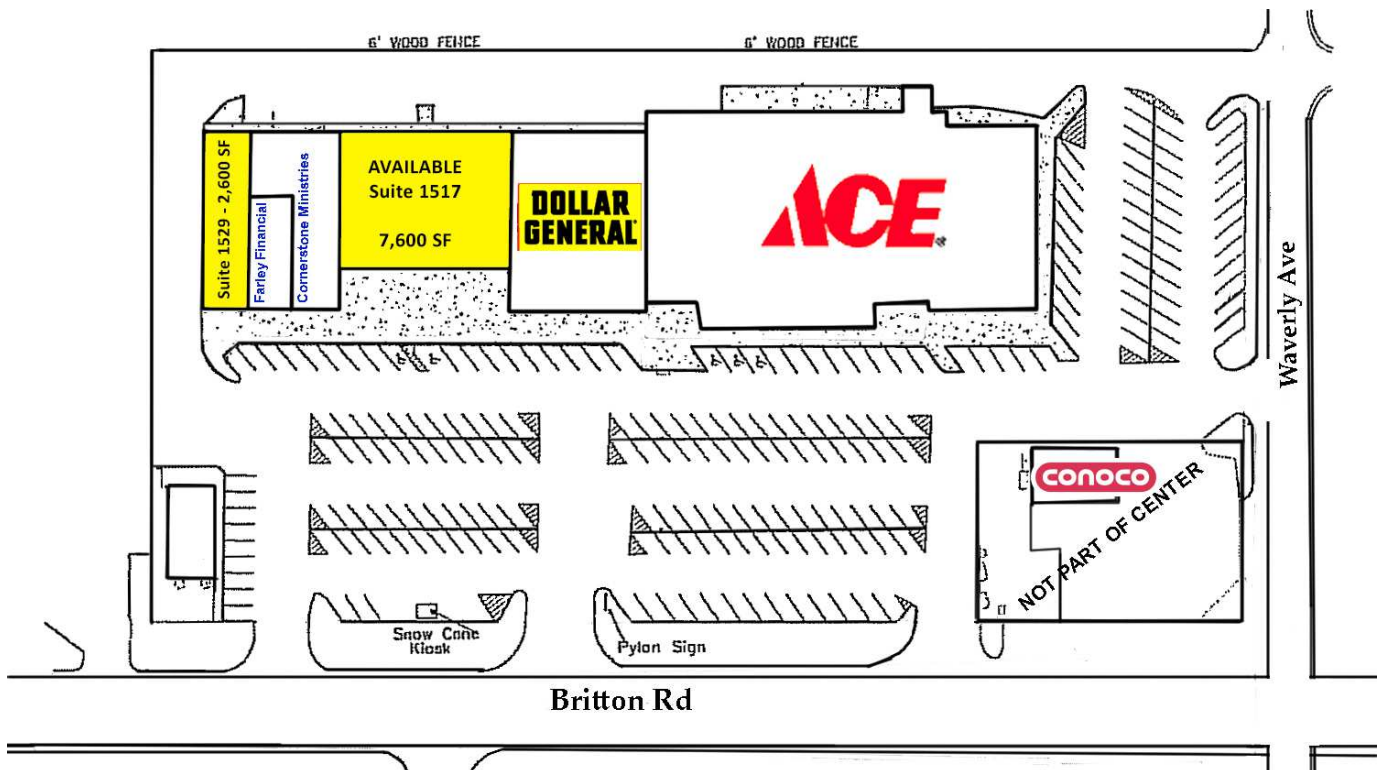 6' WOOD FENCE
6' WOOD FENCE
Suite 1529 - 2,600 SF
Farley Financial
Cornerstone Ministries
AVAILABLE
Suite 1517
7,600 SF
DOLLAR
GENERAL®
ACE®
Waverly Ave
CONOCO
NOT PART OF CENTER
Snow Cone
Kiosk
Pylon Sign
Britton Rd